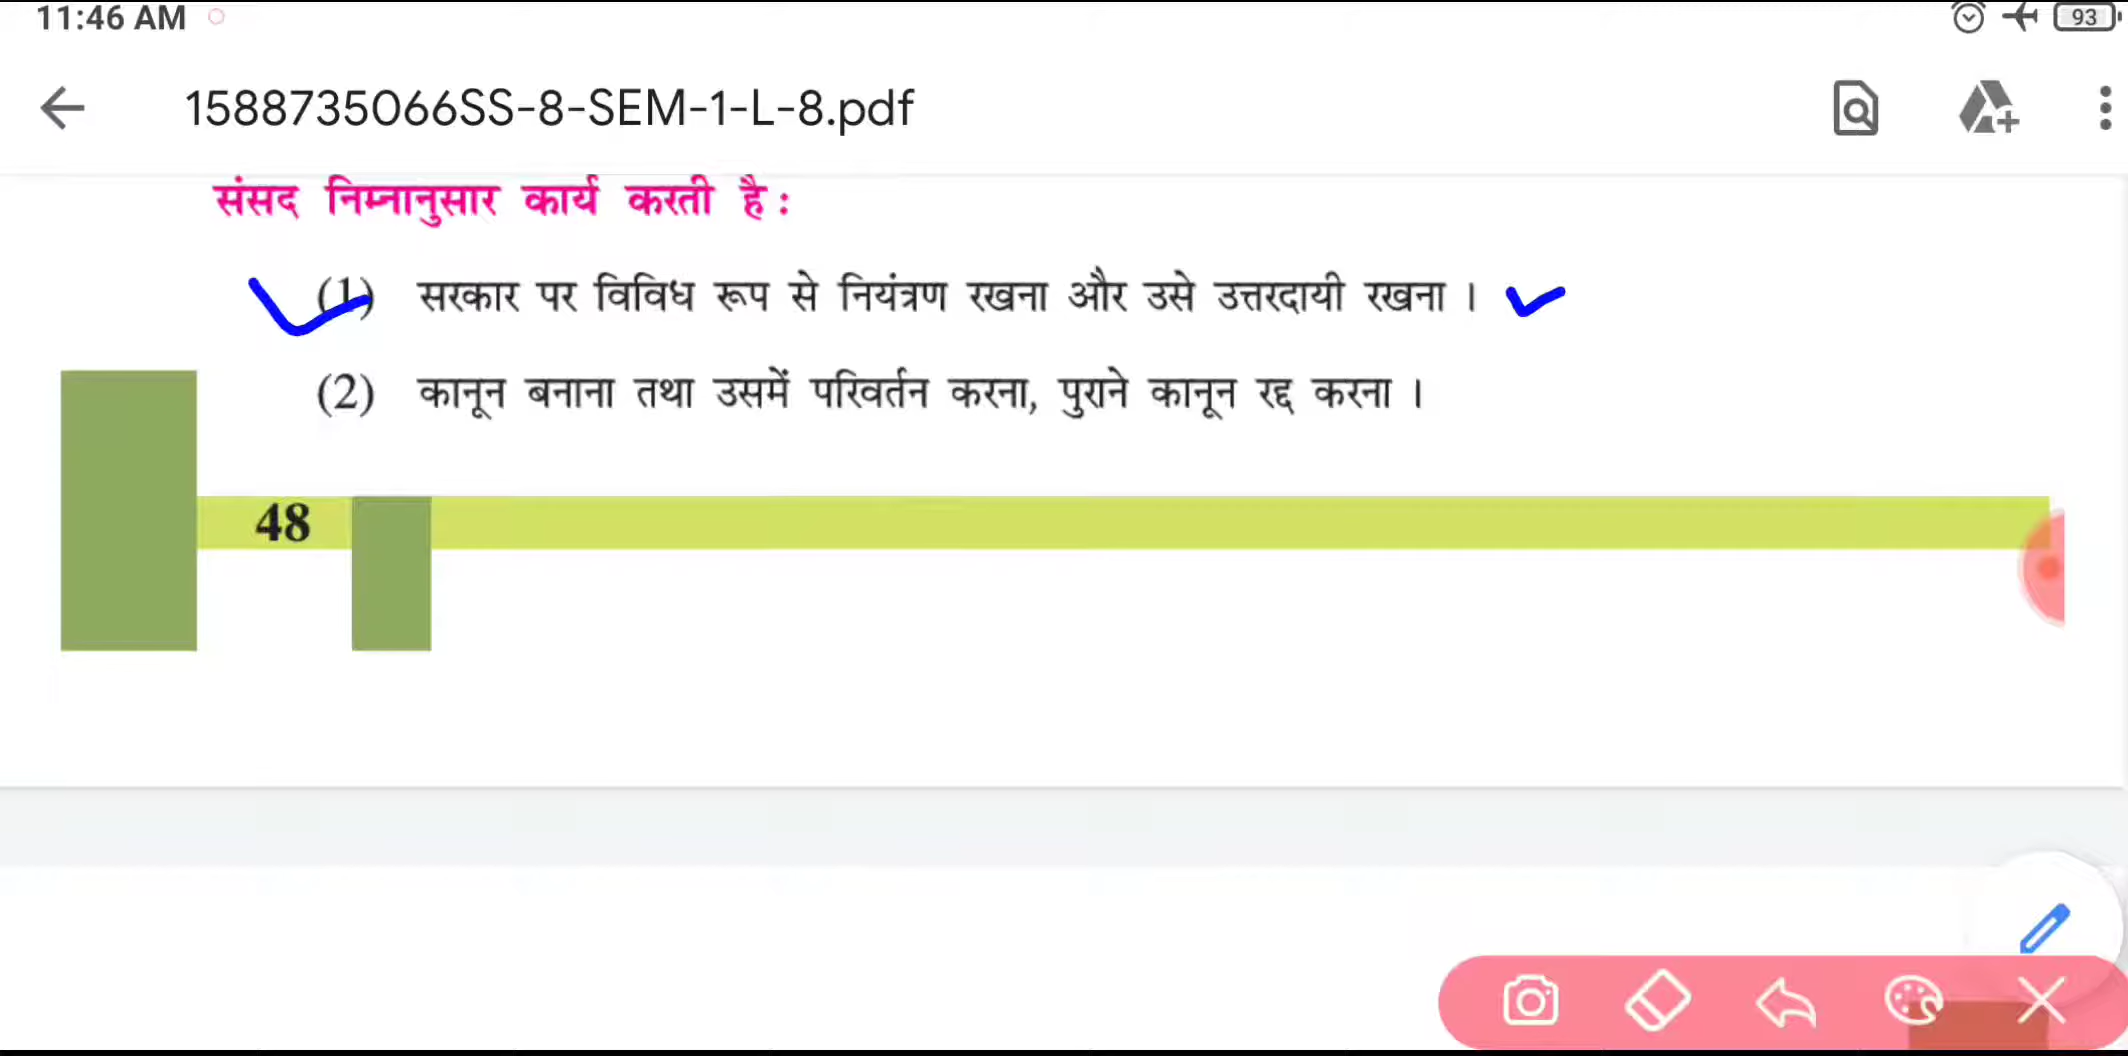 11:46 AM
93
1588735066SS-8-SEM-1-L-8.pdf
संसद निम्नानुसार कार्य करती है :
(1) सरकार पर विविध रूप से नियंत्रण रखना और उसे उत्तरदायी रखना ।
(2) कानून बनाना तथा उसमें परिवर्तन करना, पुराने कानून रद्द करना ।
48